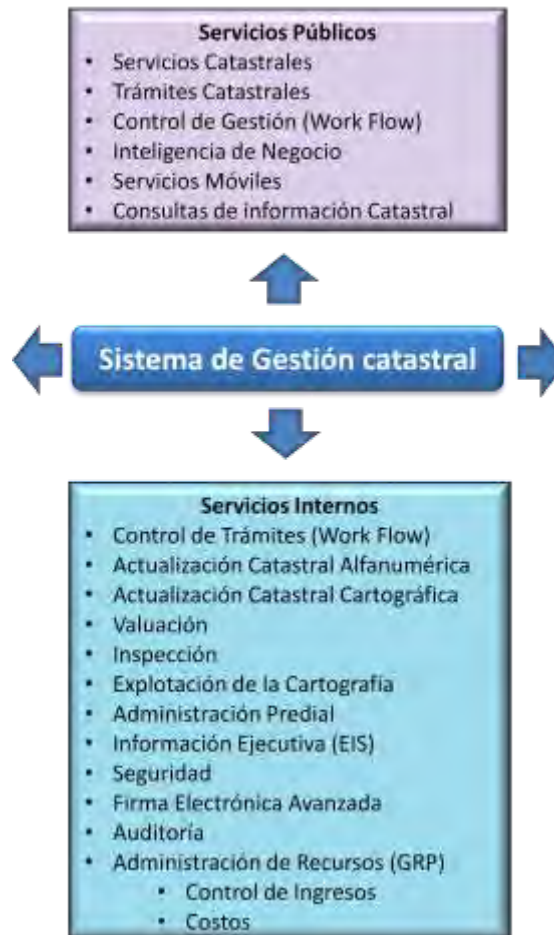 Servicios Públicos
• Servicios Catastrales
• Trámites Catastrales
• Control de Gestión (Work Flow)
• Inteligencia de Negocio
• Servicios Móviles
• Consultas de información Catastral
Sistema de Gestión catastral
Servicios Internos
• Control de Trámites (Work Flow)
• Actualización Catastral Alfanumérica
• Actualización Catastral Cartográfica
• Valuación
• Inspección
• Explotación de la Cartografía
• Administración Predial
• Información Ejecutiva (EIS)
• Seguridad
• Firma Electrónica Avanzada
• Auditoría
• Administración de Recursos (GRP)
• Control de Ingresos
• Costos